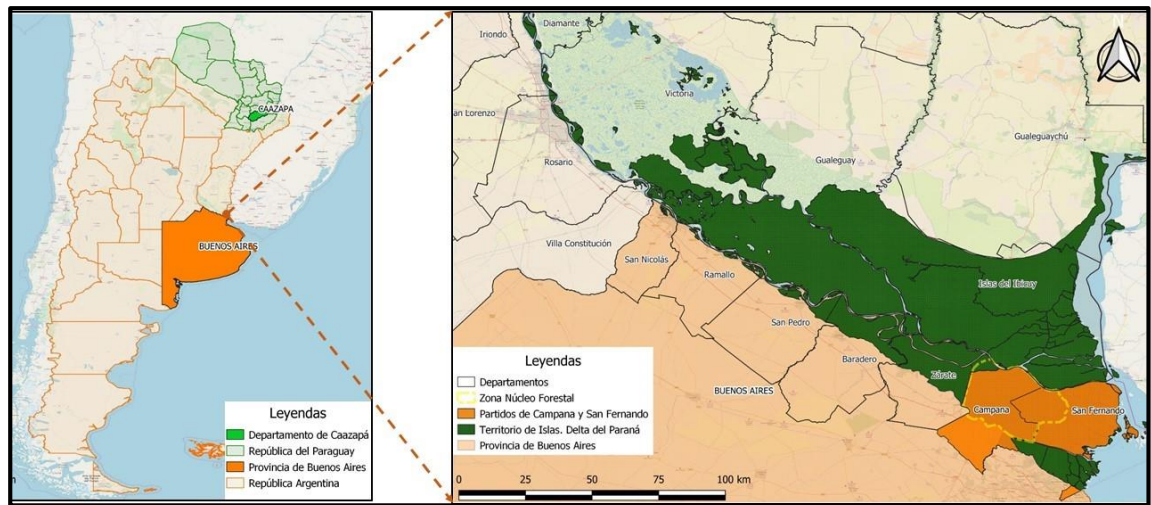 CAAZAPA
BUENOS AIRES
Leyendas
Departamento de Caazapá
República del Paraguay
Provincia de Buenos Aires
República Argentina
N
Diamante
Iriondo
Victoria
an Lorenzo
Gualeguaychú
Rosario
Gualeguay
Villa Constitución
San Nicolás
Ramallo
Islas del Ibicuy
San Pedro
Baradero
Zárate
BUENOS AIRES
Campana
San Fernando
Leyendas
Departamentos
Zona Núcleo Forestal
Partidos de Campana y San Fernando
Territorio de Islas. Delta del Paraná
Provincia de Buenos Aires
0 25 50 75 100 km